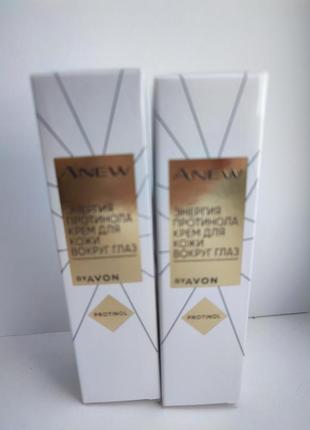 ANEW
ЭНЕРГИЯ
ПРОТИНОЛА
КРЕМ ДЛЯ
КОЖИ
ВОКРУГ ГЛАЗ
BY AVON
PROTINOL
ANEW
ЭНЕРГИЯ
ПРОТИНОЛА
КРЕМ ДЛЯ
КОЖИ
ВОКРУГ ГЛАЗ
BY AVON
PROTINOL